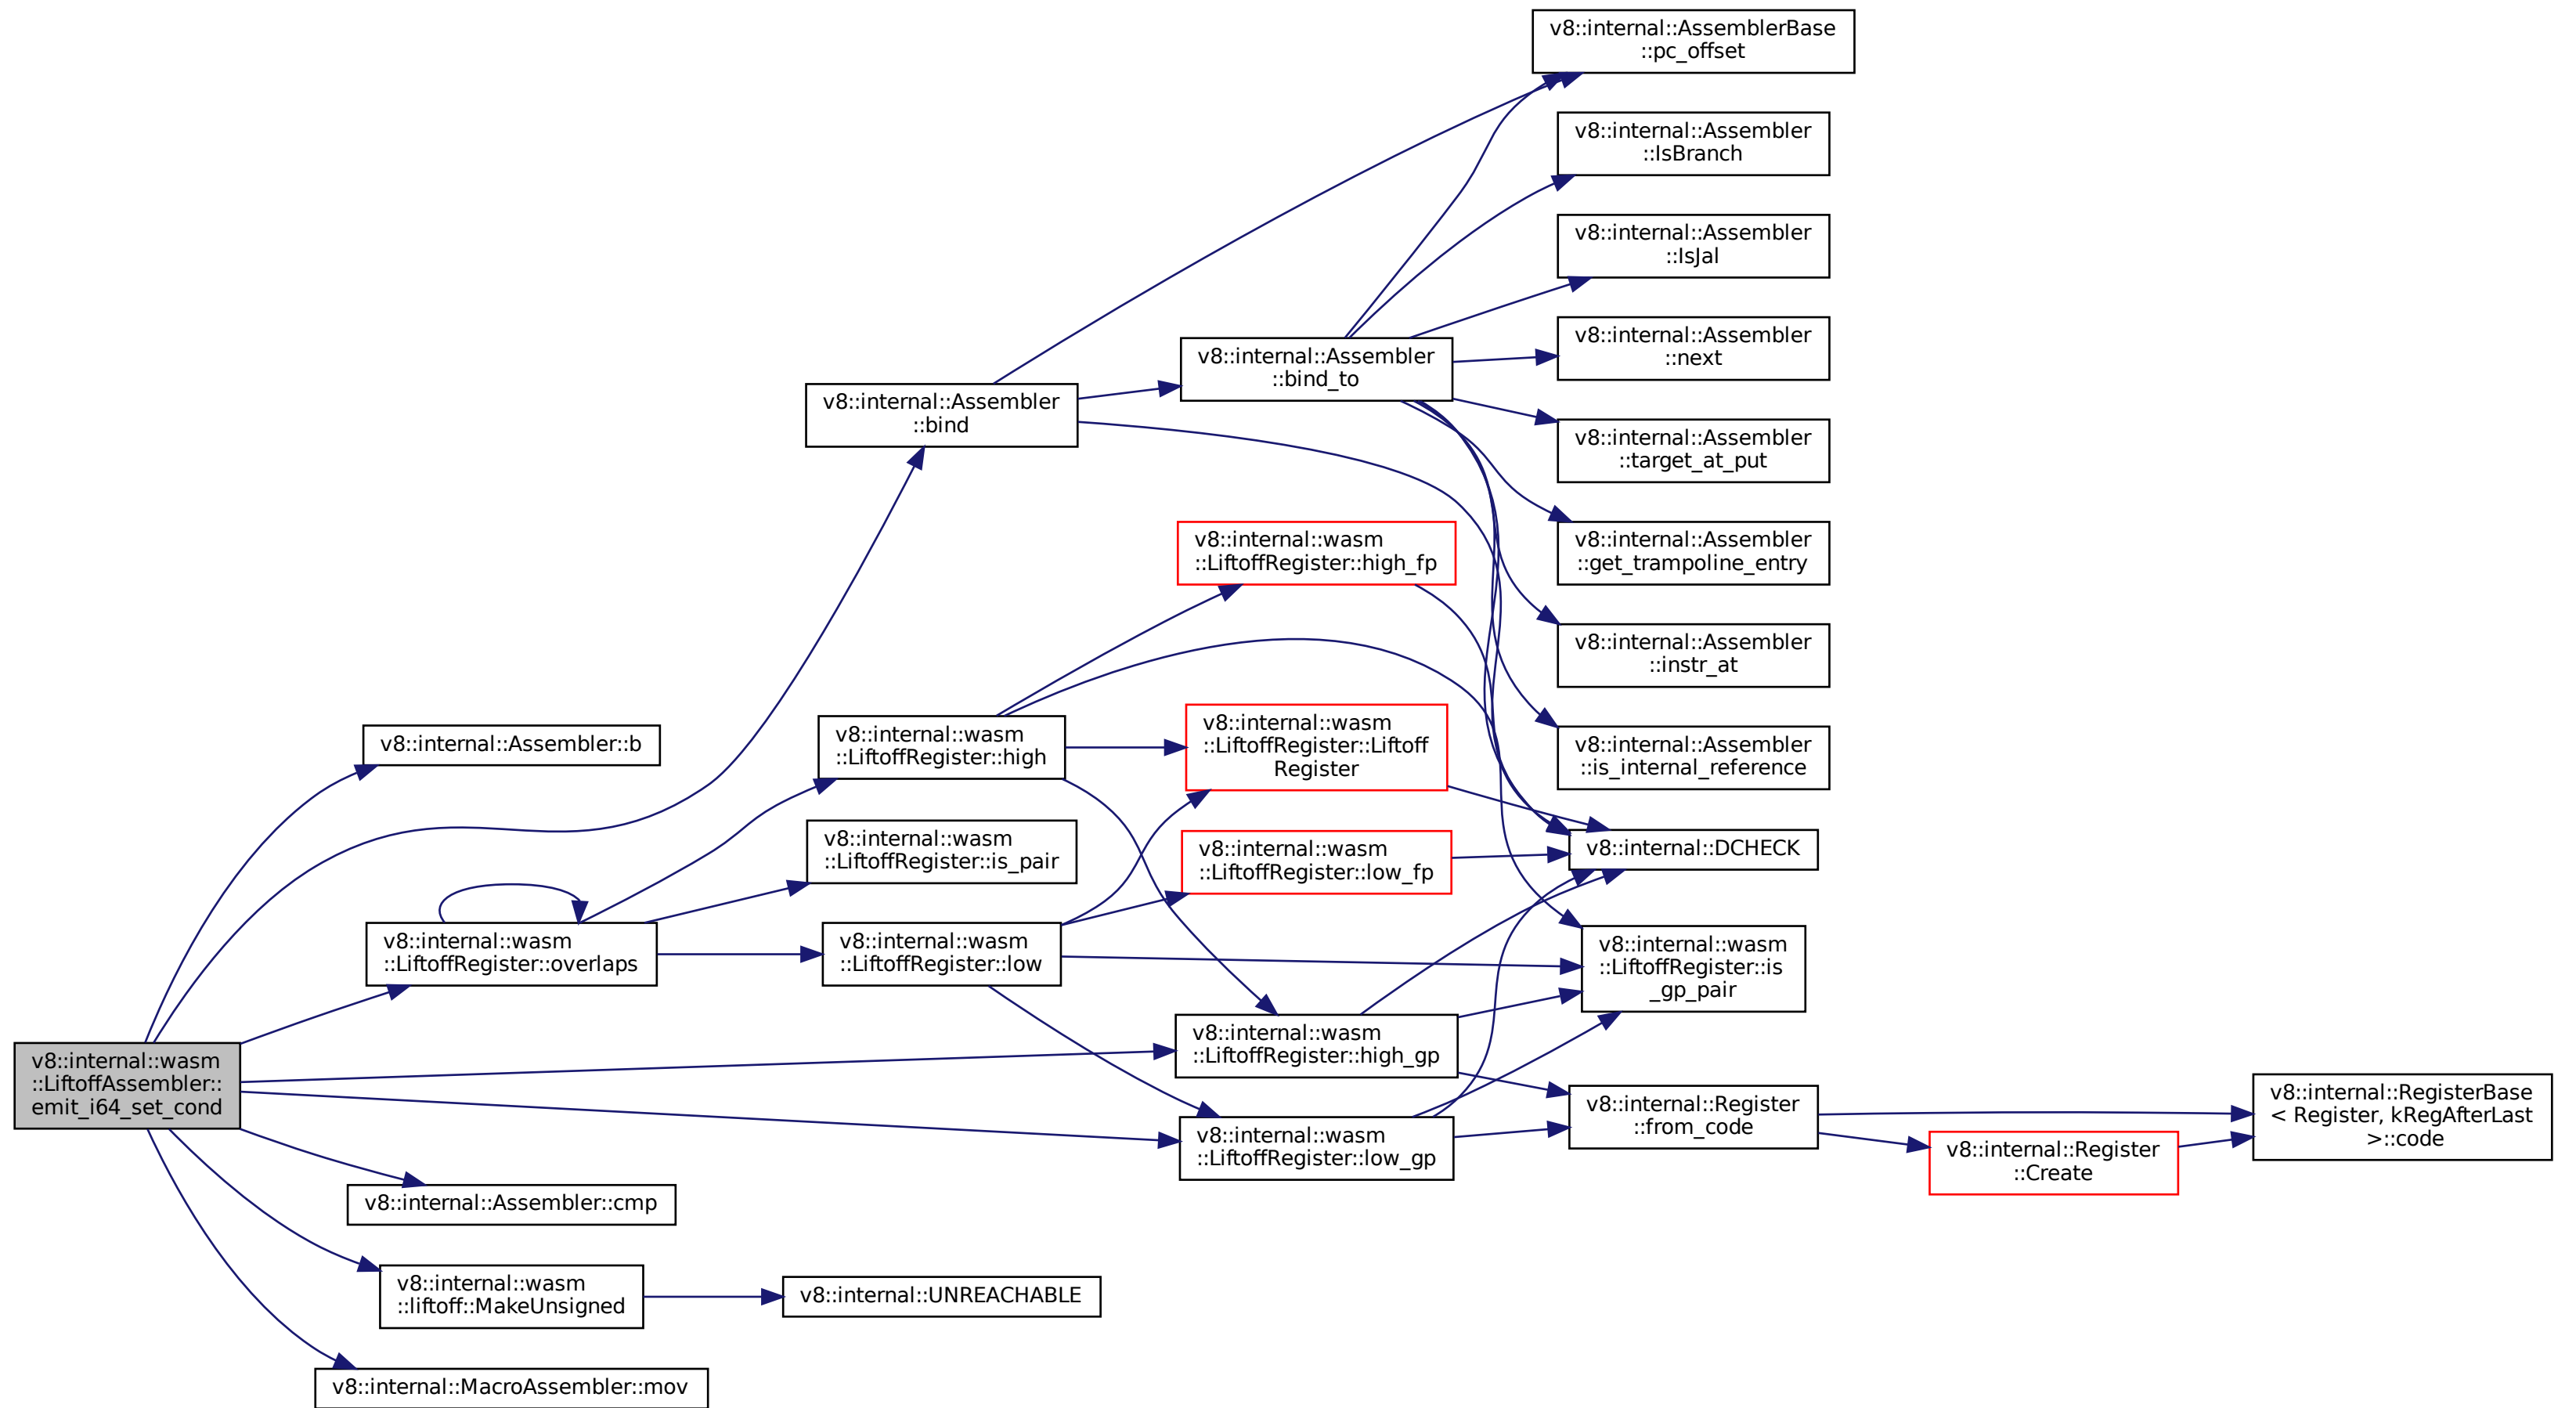 v8::internal::AssemblerBase
::pc_offset
v8::internal::Assembler
::IsBranch
v8::internal::Assembler
::IsJal
v8::internal::Assembler
::next
v8::internal::Assembler
::bind_to
v8::internal::Assembler
::bind
v8::internal::Assembler
::target_at_put
v8::internal::wasm
::LiftoffRegister::high_fp
v8::internal::Assembler
::get_trampoline_entry
v8::internal::Assembler
::instr_at
v8::internal::Assembler::b
v8::internal::wasm
::LiftoffRegister::high
v8::internal::wasm
::LiftoffRegister::Liftoff
Register
v8::internal::Assembler
::is_internal_reference
v8::internal::wasm
::LiftoffRegister::is_pair
v8::internal::wasm
::LiftoffRegister::low_fp
v8::internal::DCHECK
v8::internal::wasm
::LiftoffRegister::overlaps
v8::internal::wasm
::LiftoffRegister::low
v8::internal::wasm
::LiftoffRegister::is
_gp_pair
v8::internal::wasm
::LiftoffAssembler::
emit_i64_set_cond
v8::internal::wasm
::LiftoffRegister::high_gp
v8::internal::wasm
::LiftoffRegister::low_gp
v8::internal::Register
::from_code
v8::internal::Register
::Create
v8::internal::RegisterBase
< Register, kRegAfterLast
>::code
v8::internal::Assembler::cmp
v8::internal::wasm
::liftoff::MakeUnsigned
v8::internal::UNREACHABLE
v8::internal::MacroAssembler::mov